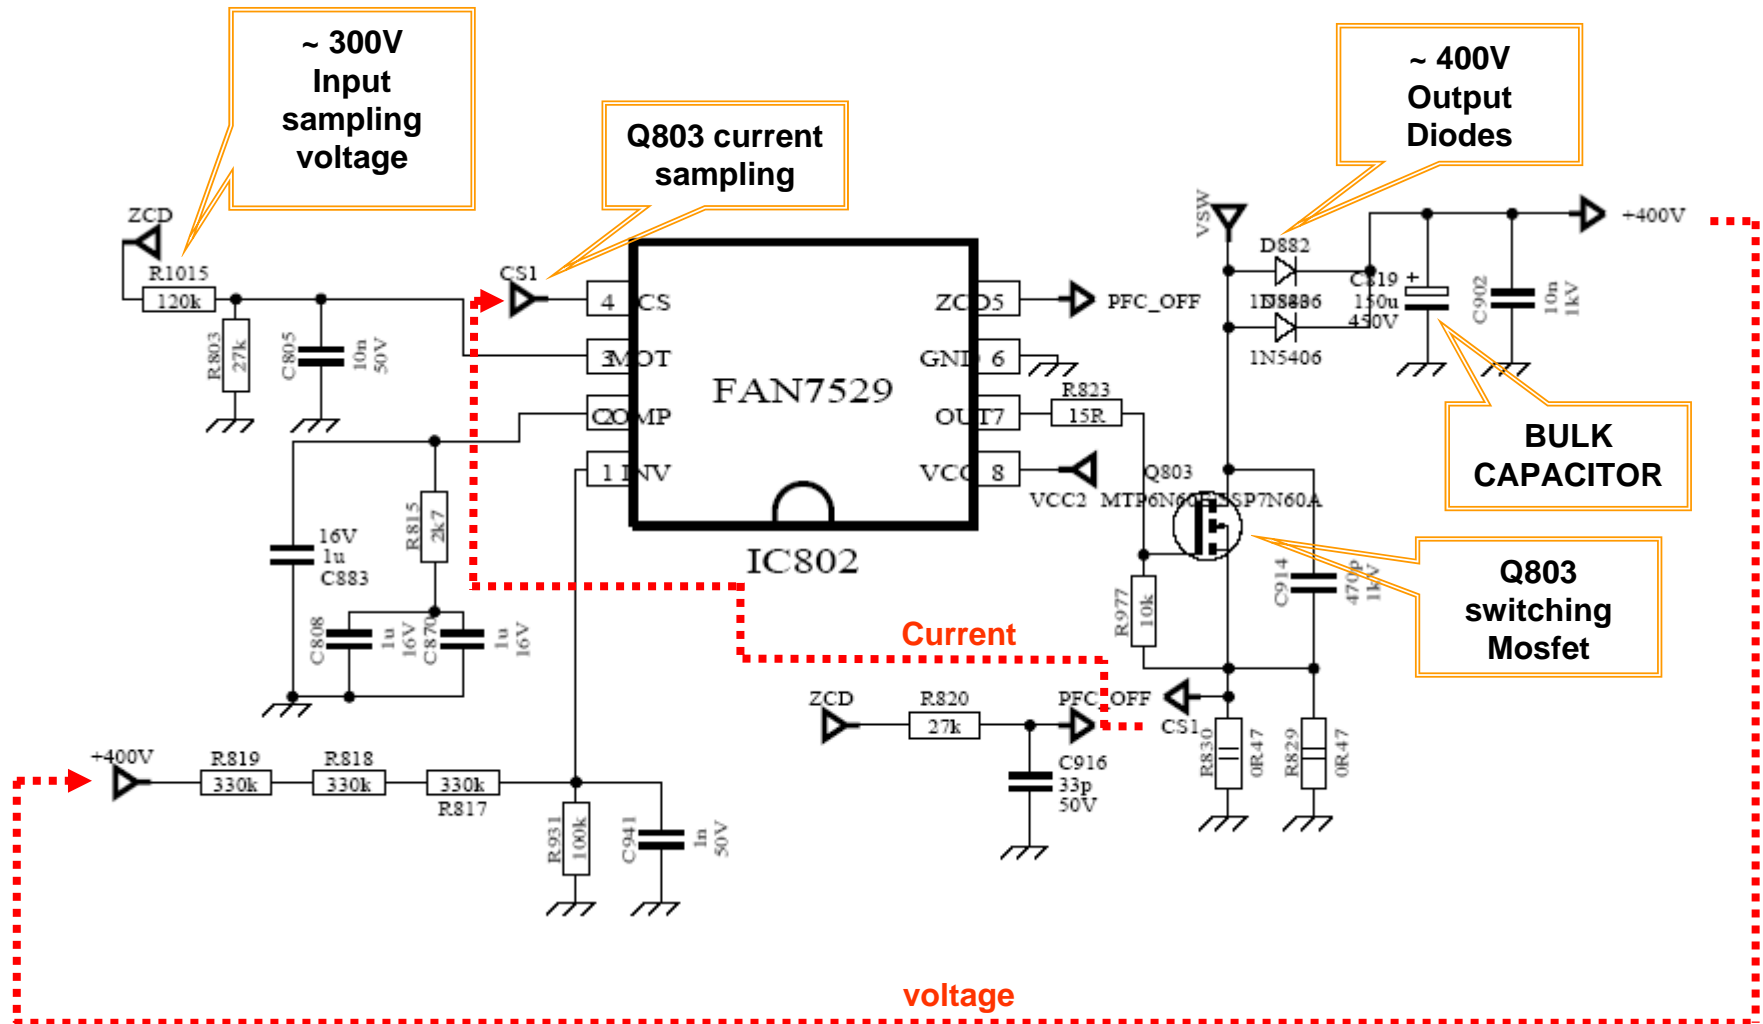 ~ 300V
Input
sampling
voltage
Q803 current
sampling
~ 400V
Output
Diodes
ZCD
R1015
120k
R803
27k
C805
10n
50V
CS1
4 CS
3 MOT
2 COMP
1 INV
FAN7529
IC802
ZCD 5
GND 6
OUT 7
VCC 8
PFC_OFF
R823
15R
VCC2
Q803
VSW
D882
1N5406
C819
150u
450V
+
C902
10n
1kV
+400V
BULK
CAPACITOR
Q803
switching
Mosfet
C914
470p
1kV
R977
10k
16V
1u
C883
R815
2k7
C808
1u
16V
C870
1u
16V
Current
ZCD
R820
27k
PFC_OFF
CS1
C916
33p
50V
R830
0R47
R829
0R47
+400V
R819
330k
R818
330k
330k
R817
R931
100k
C941
1n
50V
voltage